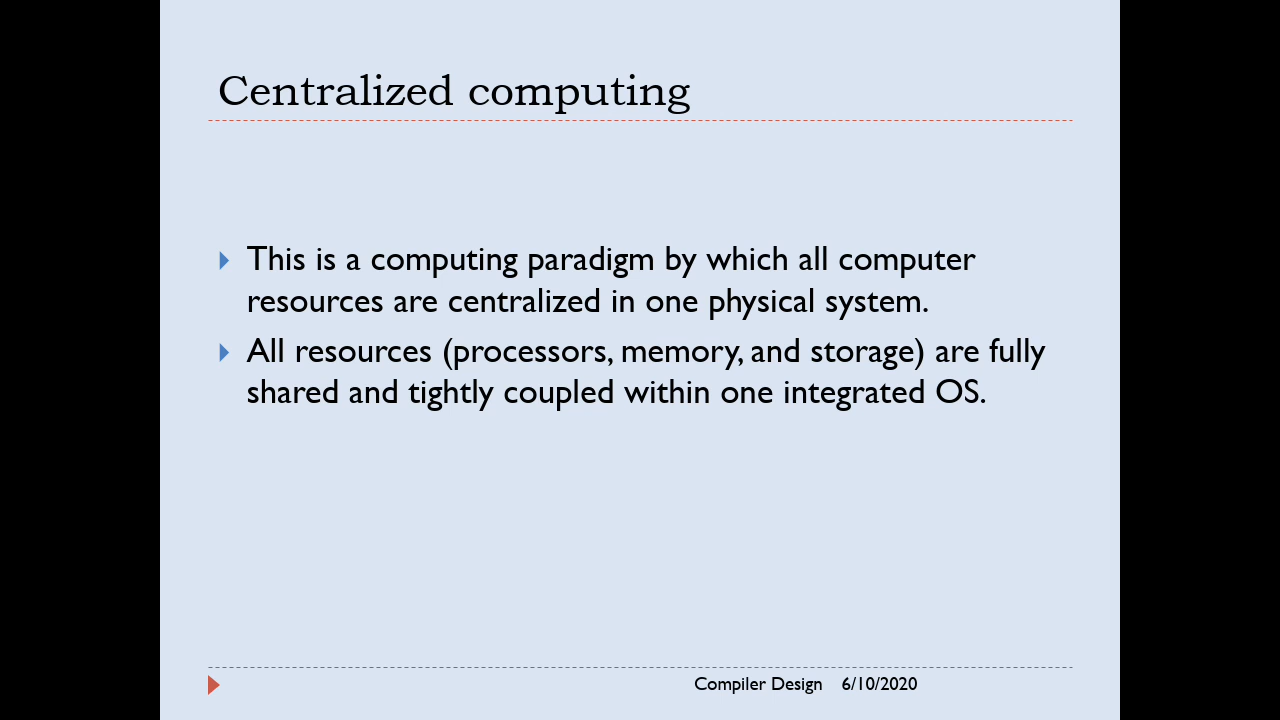 Centralized computing
This is a computing paradigm by which all computer
resources are centralized in one physical system.
All resources (processors, memory, and storage) are fully
shared and tightly coupled within one integrated OS.
Compiler Design 6/10/2020